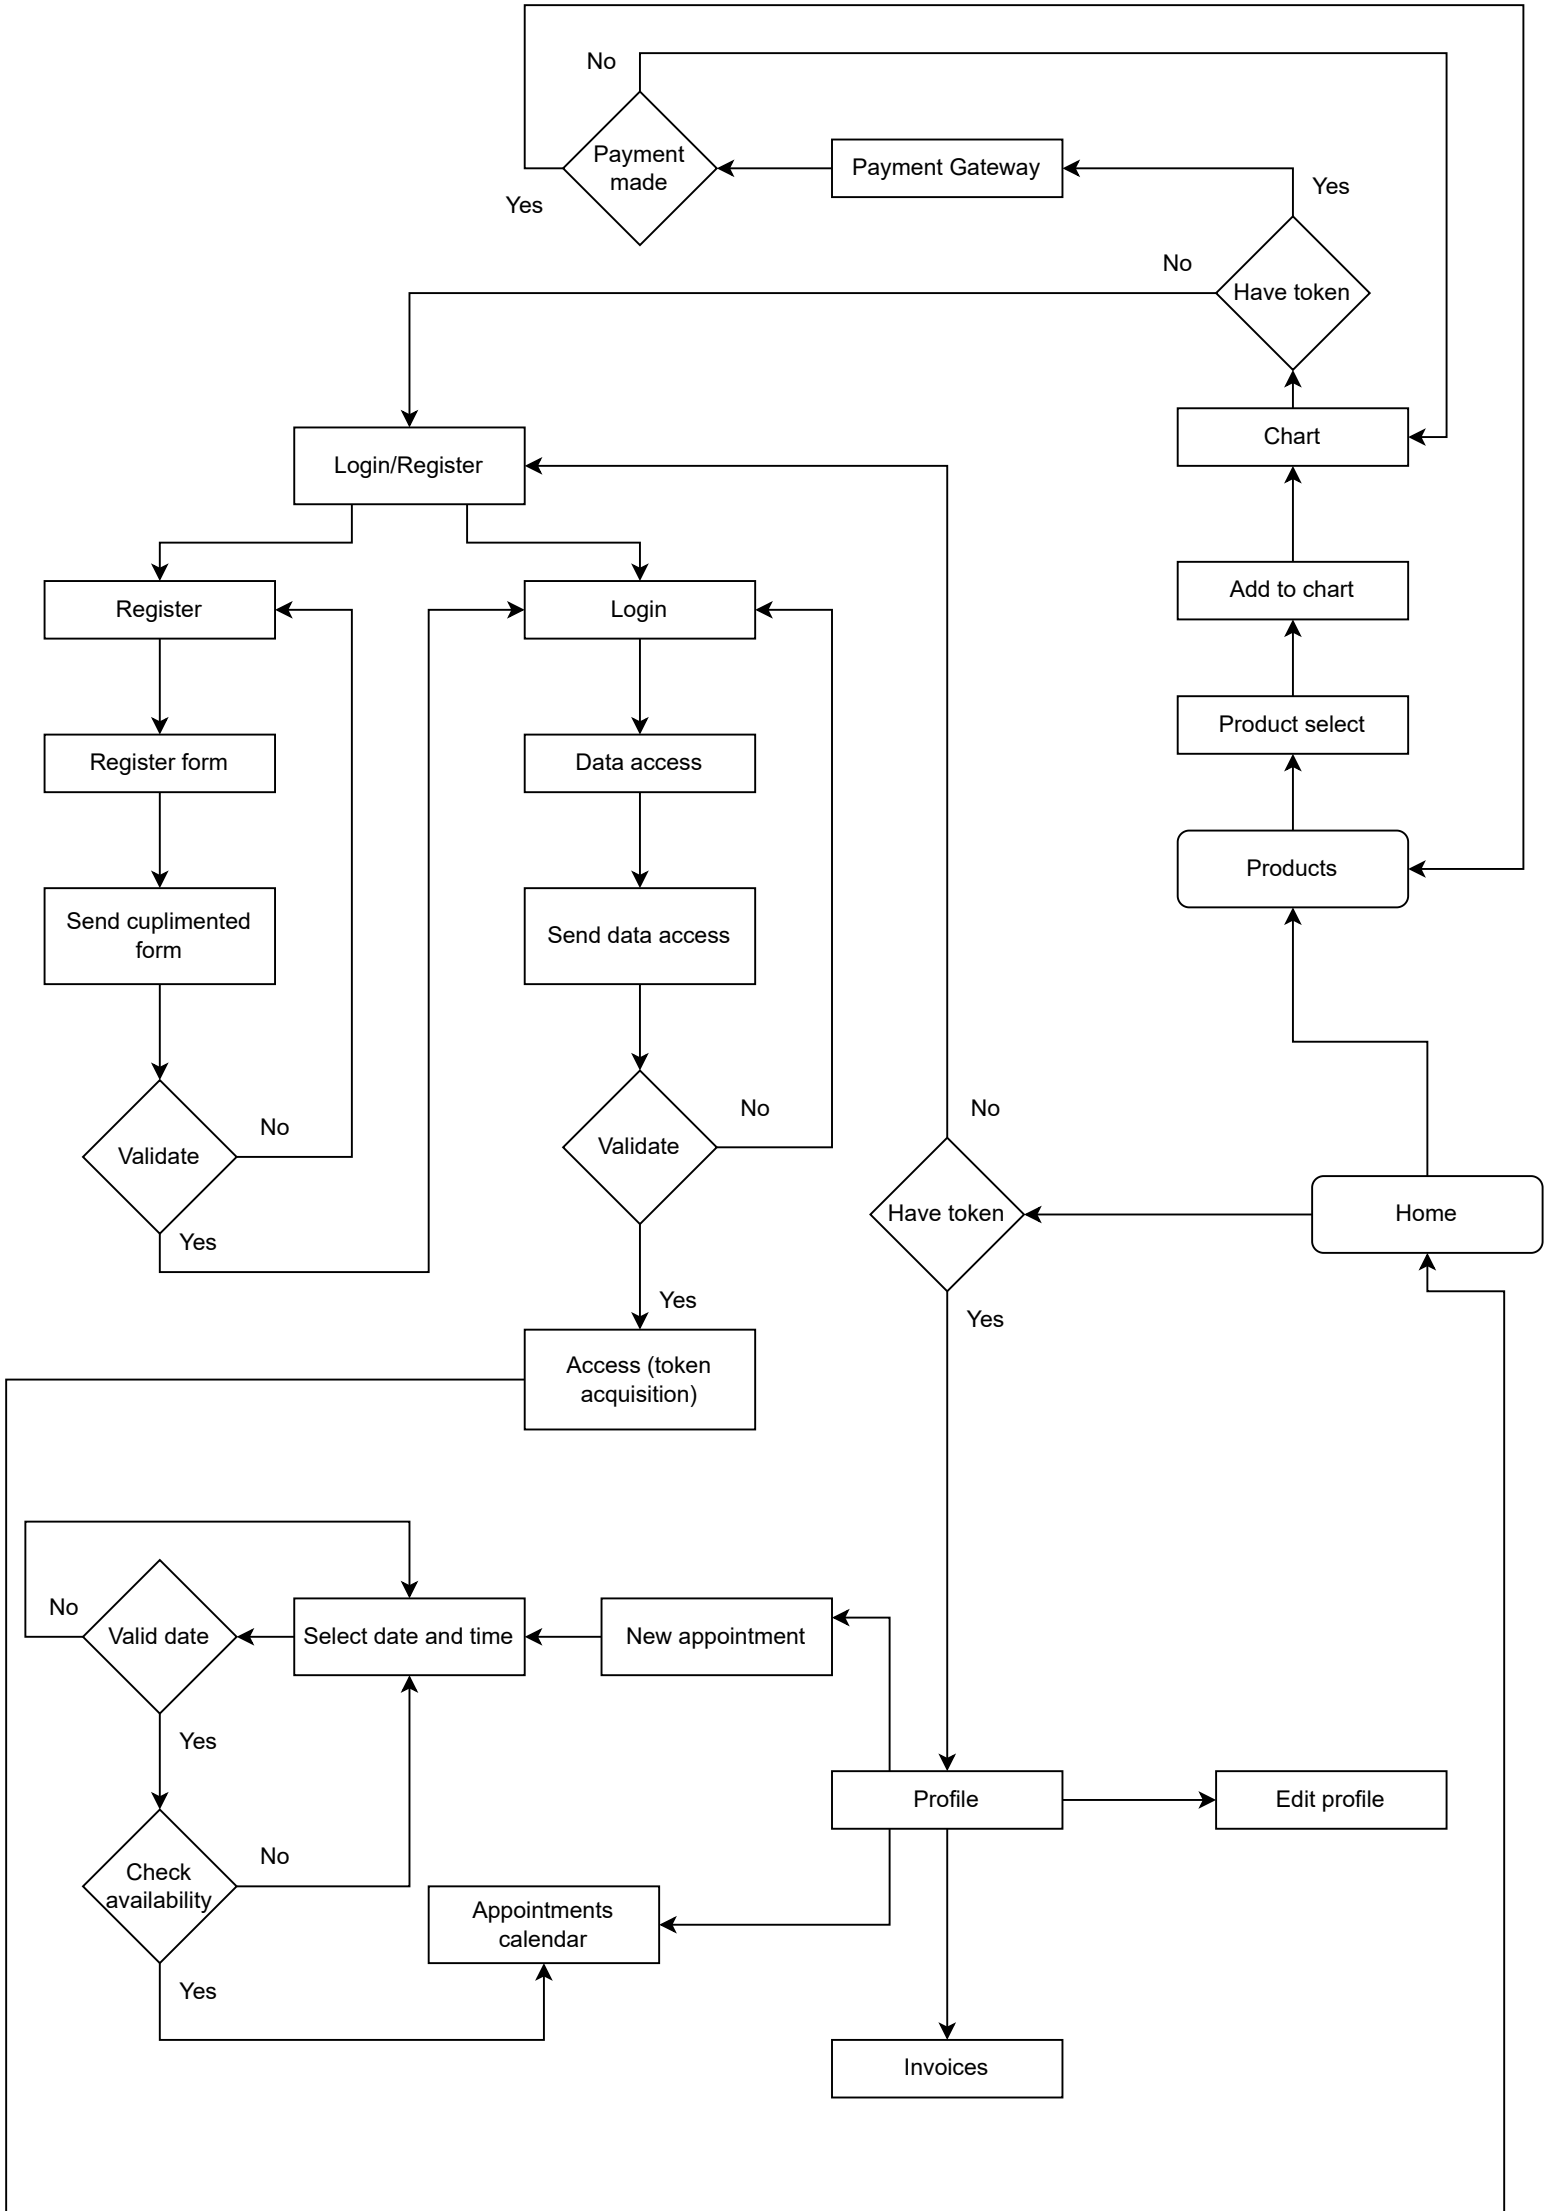 No
Payment
made
Payment Gateway
Yes
Yes
No
Have token
Chart
Login/Register
Add to chart
Register
Login
Product select
Register form
Data access
Products
Send cuplimented
form
Send data access
No
No
No
Validate
Validate
Have token
Home
Yes
Yes
Yes
Access (token
acquisition)
No
Valid date
Select date and time
New appointment
Yes
Profile
Edit profile
No
Check
availability
Appointments
calendar
Yes
Invoices